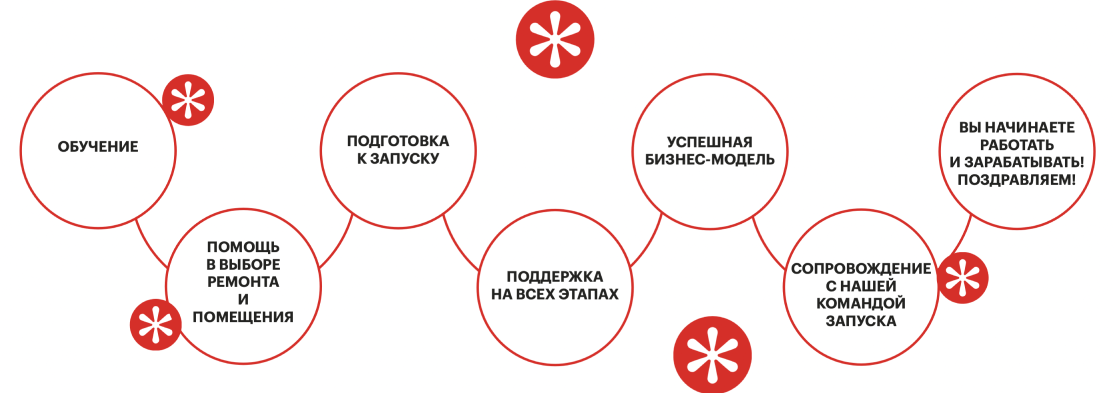 ОБУЧЕНИЕ
ПОМОЩЬ
В ВЫБОРЕ
РЕМОНТА
И
ПОМЕЩЕНИЯ
ПОДГОТОВКА
К ЗАПУСКУ
ПОДДЕРЖКА
НА ВСЕХ ЭТАПАХ
УСПЕШНАЯ
БИЗНЕС-МОДЕЛЬ
СОПРОВОЖДЕНИЕ
С НАШЕЙ
КОМАНДОЙ
ЗАПУСКА
ВЫ НАЧИНАЕТЕ
РАБОТАТЬ
И ЗАРАБАТЫВАТЬ!
ПОЗДРАВЛЯЕМ!